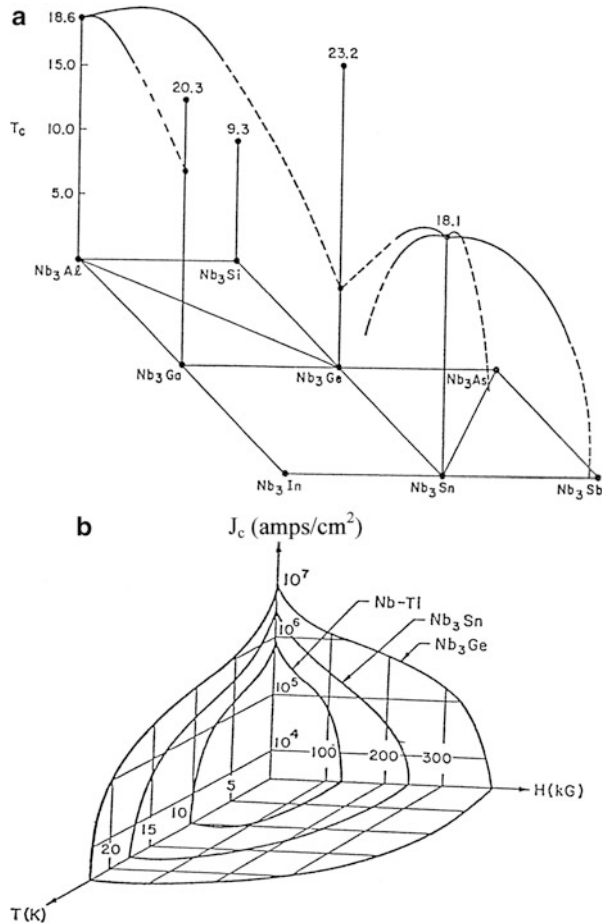 a
18.6
15.0
T_c
10.0
5.0
20.3
9.3
23.2
18.1
Nb₃Aℓ
Nb₃Si
Nb₃Ga
Nb₃Ge
Nb₃As
Nb₃In
Nb₃Sn
Nb₃Sb
b
J_c (amps/cm²)
10⁷
Nb-Ti
Nb₃Sn
Nb₃Ge
10⁶
10⁵
10⁴
100
200
300
H(kG)
5
10
15
20
T(K)